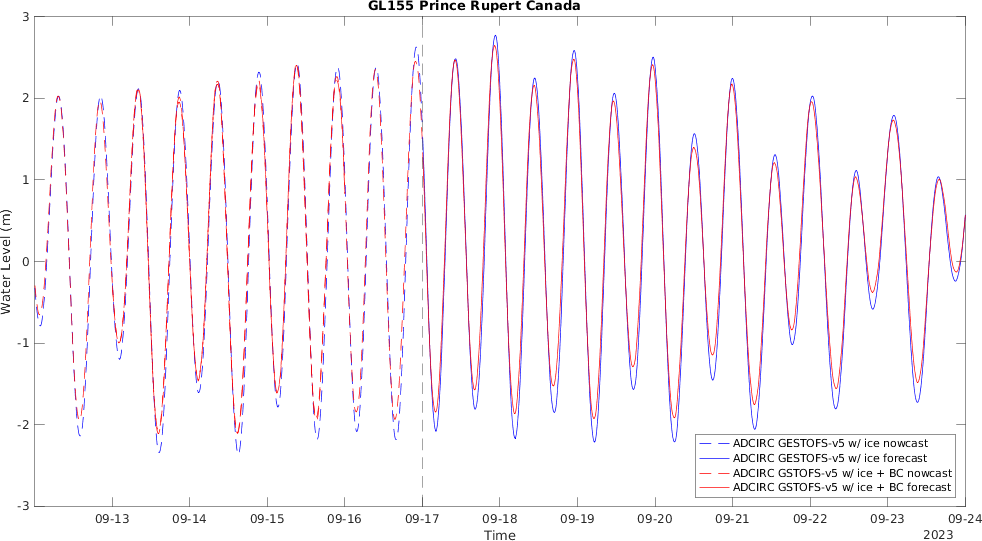 GL155 Prince Rupert Canada
Water Level (m)
3
2
1
0
-1
-2
-3
ADCIRC GESTOFS-v5 w/ ice nowcast
ADCIRC GESTOFS-v5 w/ ice forecast
ADCIRC GSTOFS-v5 w/ ice + BC nowcast
ADCIRC GSTOFS-v5 w/ ice + BC forecast
09-13 09-14 09-15 09-16 09-17 09-18 09-19 09-20 09-21 09-22 09-23 09-24
Time
2023